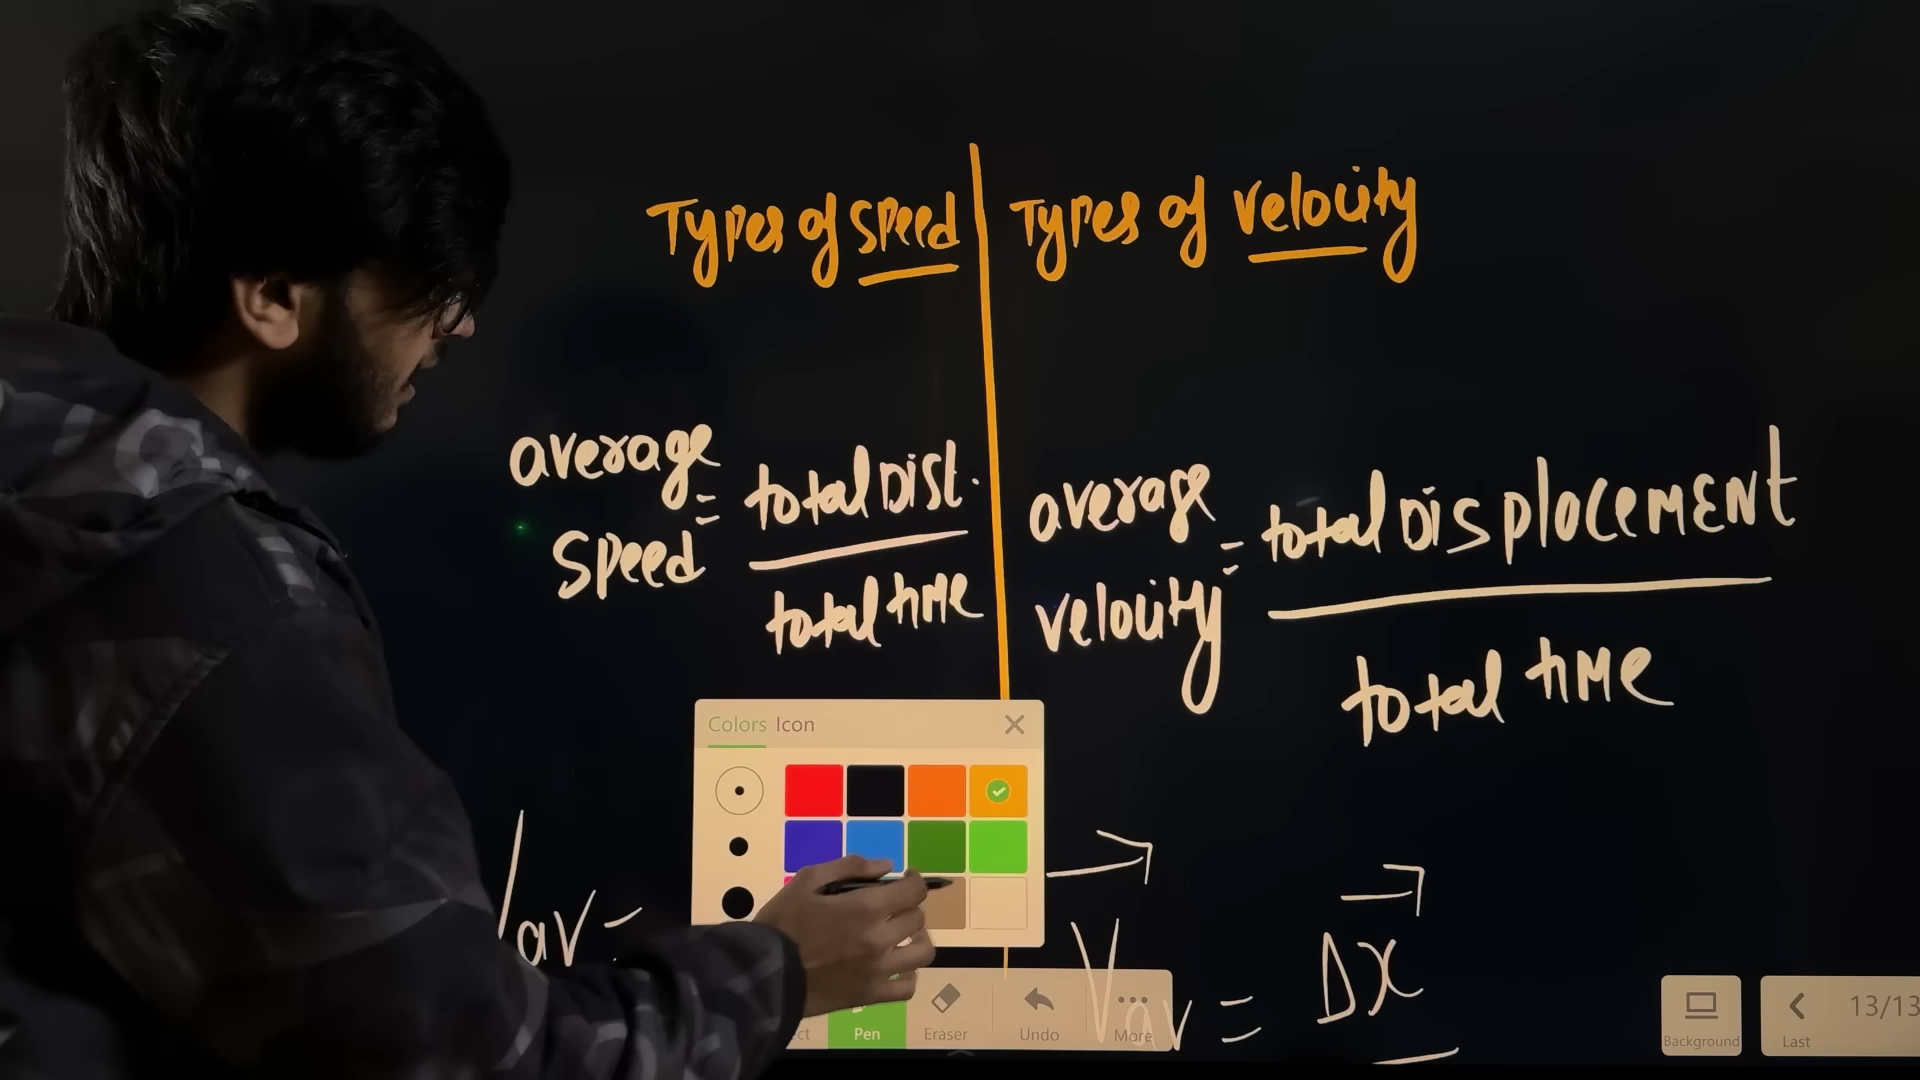 Types of speed
Types of velocity
average speed = total Dist. / total time
average velocity = total Displacement / total time
Colors Icon
Vav =
Vav = Δx
Pen
Eraser
Undo
More
Background
Last
13/13